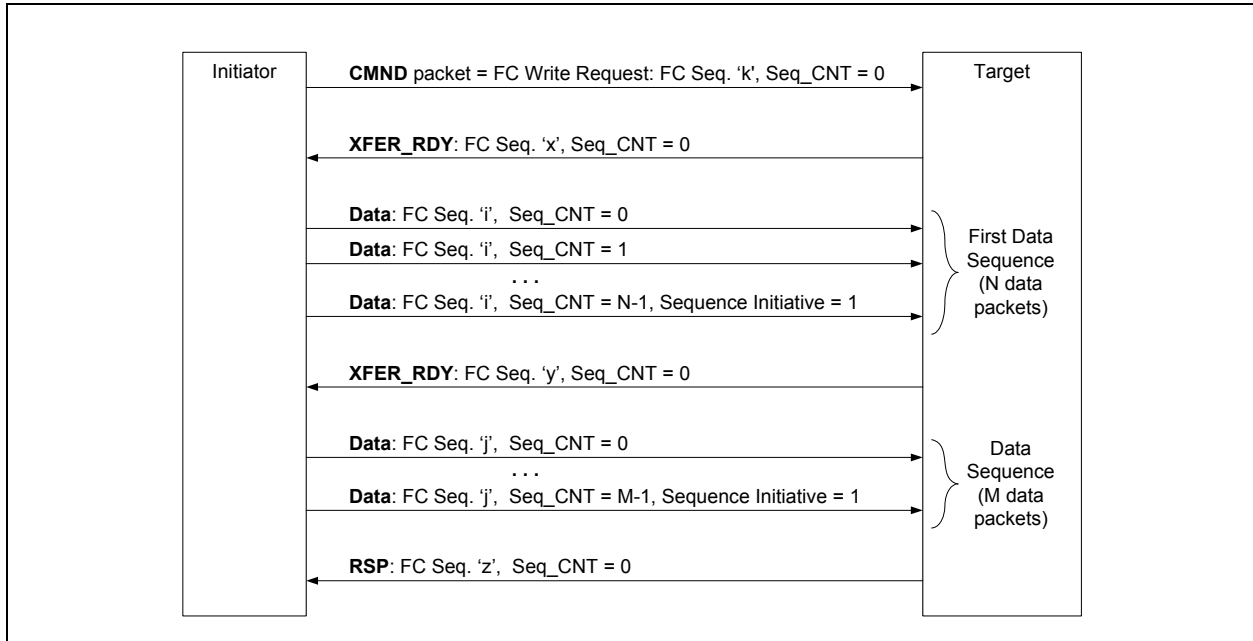 Initiator
Target
CMND packet = FC Write Request: FC Seq. ‘k', Seq_CNT = 0
XFER_RDY: FC Seq. ‘x’, Seq_CNT = 0
Data: FC Seq. ‘i’, Seq_CNT = 0
Data: FC Seq. ‘i’, Seq_CNT = 1
. . .
Data: FC Seq. ‘i’, Seq_CNT = N-1, Sequence Initiative = 1
First Data
Sequence
(N data
packets)
XFER_RDY: FC Seq. ‘y’, Seq_CNT = 0
Data: FC Seq. ‘j’, Seq_CNT = 0
. . .
Data: FC Seq. ‘j’, Seq_CNT = M-1, Sequence Initiative = 1
Data
Sequence
(M data
packets)
RSP: FC Seq. ‘z’, Seq_CNT = 0